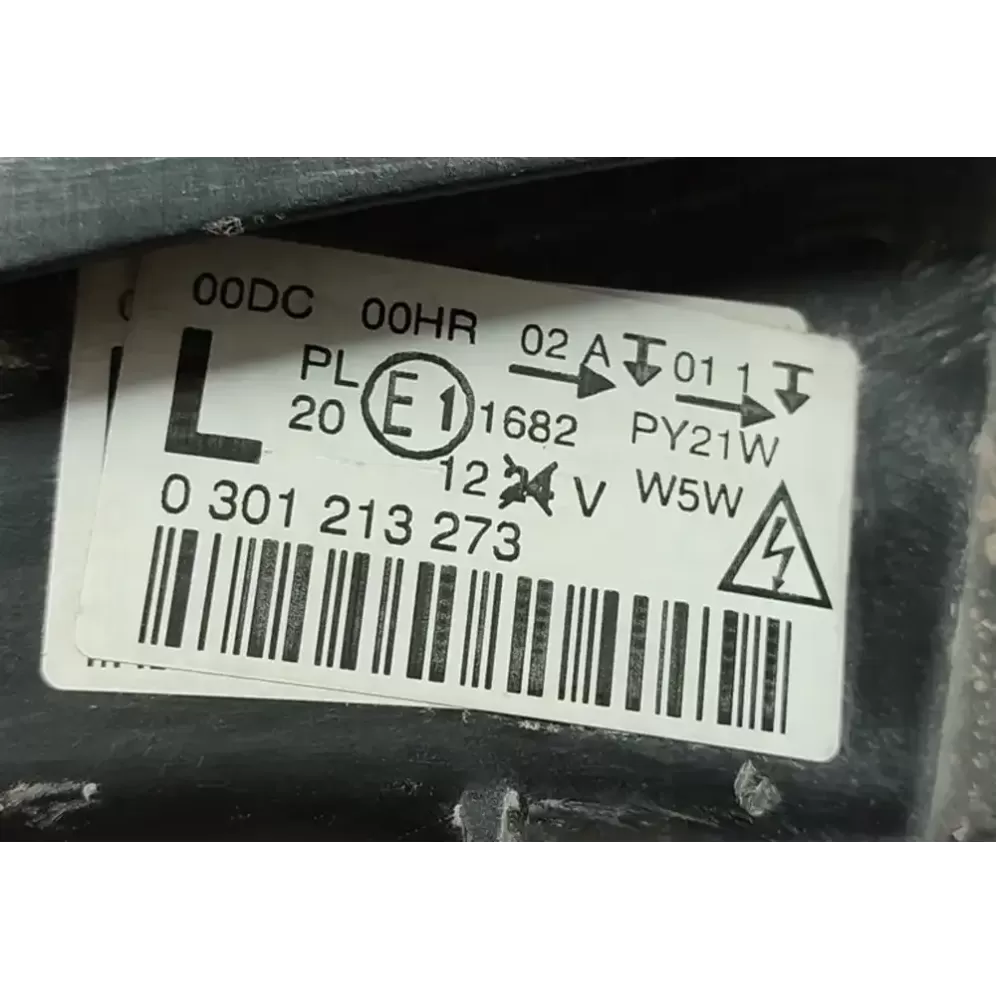 00DC 00HR 02 A 01 1
L PL E1 1682 PY21W
20
12 24 V W5W
0 301 213 273